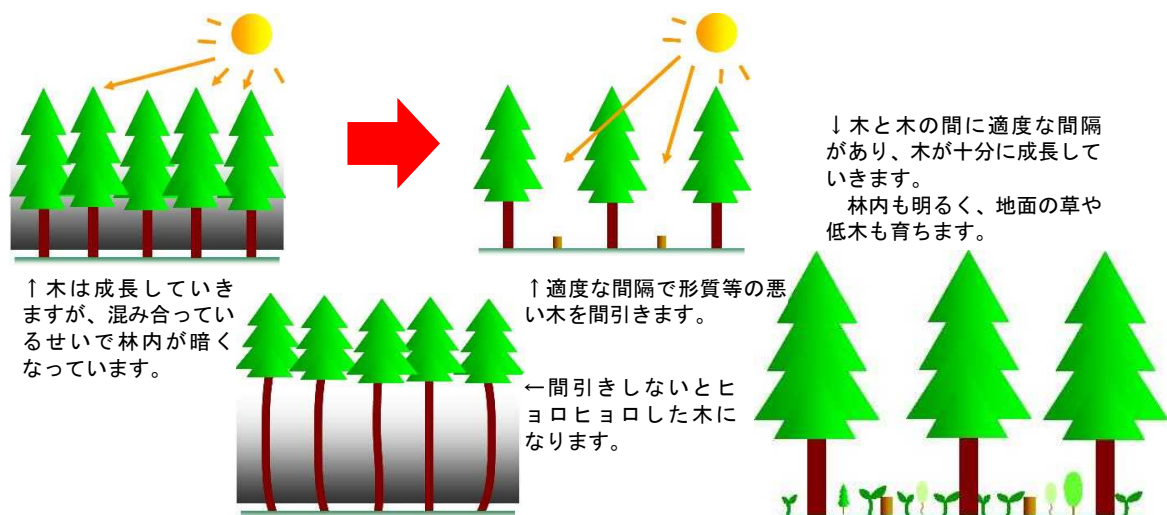 ↑木は成長していき
ますが、混み合ってい
るせいで林内が暗く
なっています。
↑適度な間隔で形質等の悪
い木を間引きます。
←間引きしないとヒ
ョロヒョロした木に
なります。
↓木と木の間に適度な間隔
があり、木が十分に成長して
いきます。
　林内も明るく、地面の草や
低木も育ちます。